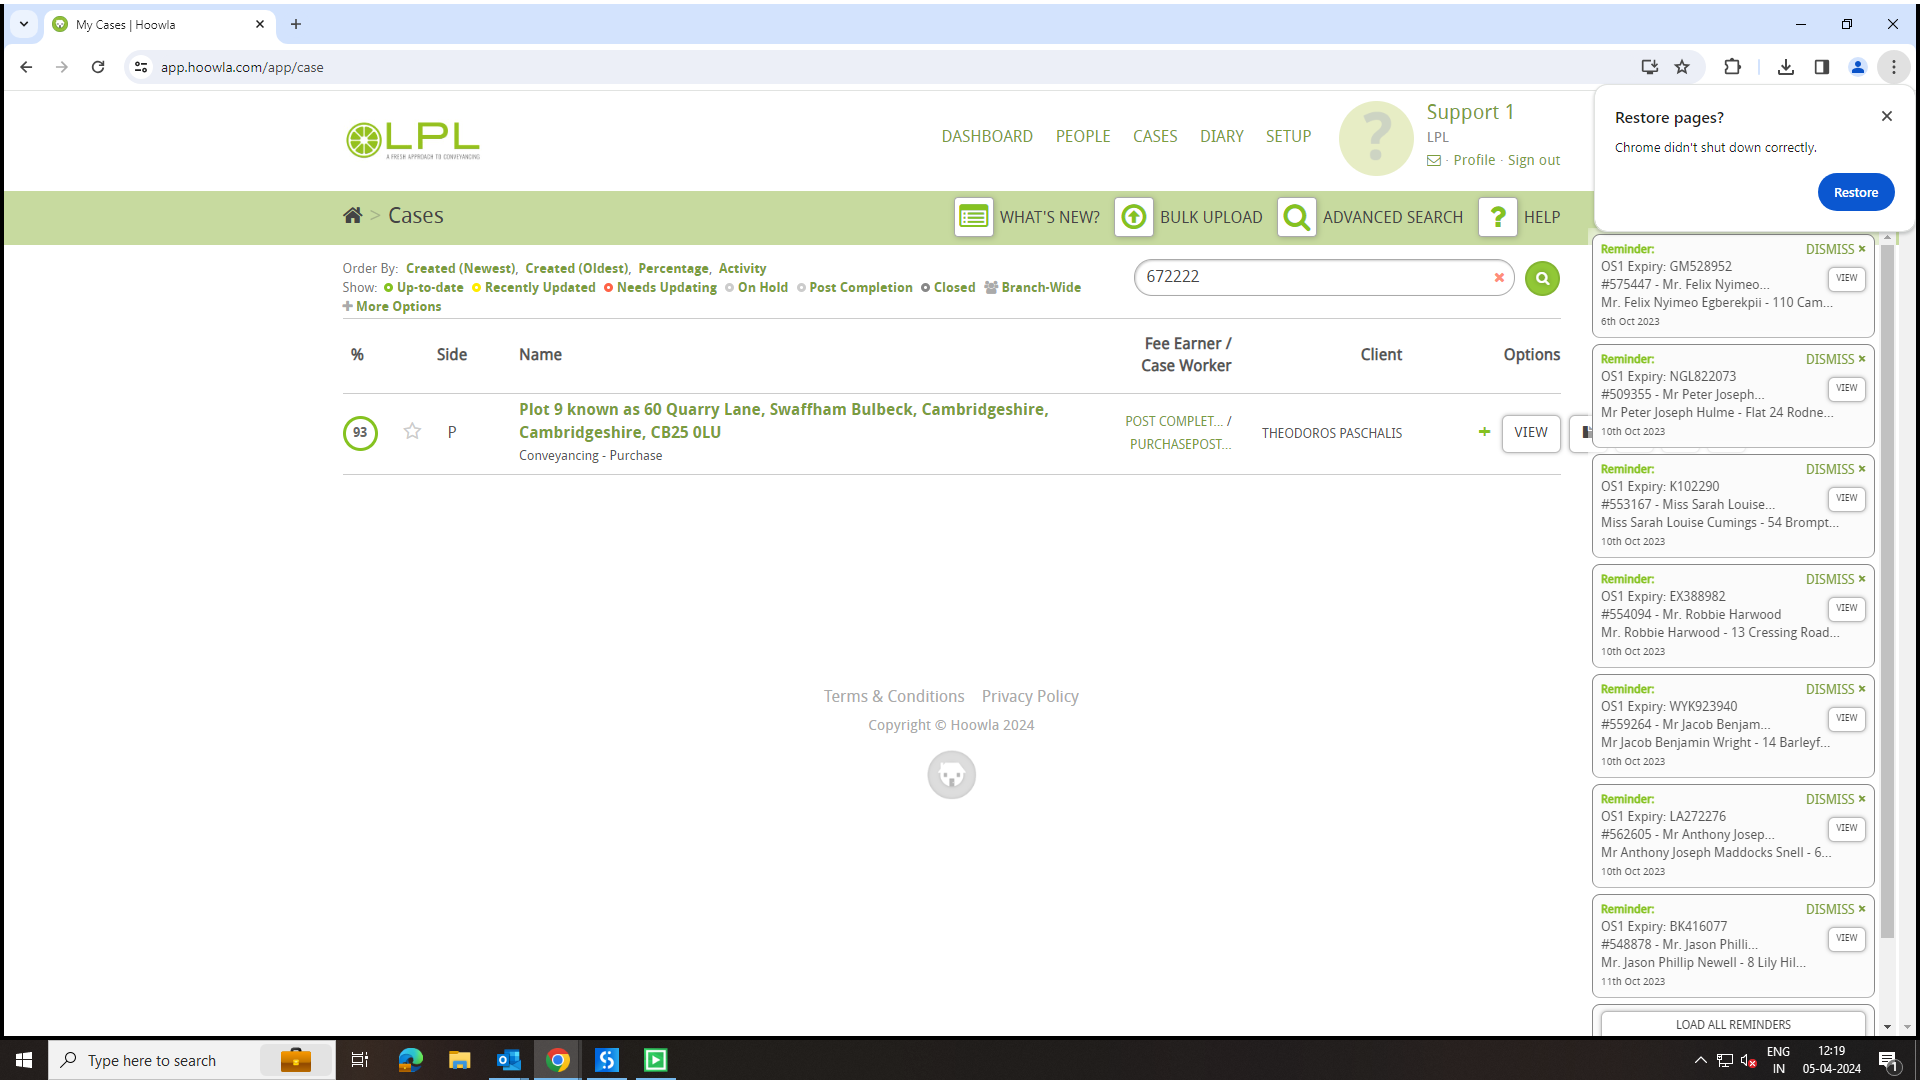 My Cases | Hoowla
app.hoowla.com/app/case
Restore pages?
Chrome didn't shut down correctly.
Restore
LPL
A FRESH APPROACH TO CONVEYANCING
DASHBOARD PEOPLE CASES DIARY SETUP
?
Support 1
LPL
· Profile · Sign out
> Cases
WHAT'S NEW? BULK UPLOAD ADVANCED SEARCH ? HELP
Order By: Created (Newest), Created (Oldest), Percentage, Activity
Show: Up-to-date Recently Updated Needs Updating On Hold Post Completion Closed Branch-Wide
More Options
672222
% Side Name Fee Earner / Case Worker Client Options
93 P Plot 9 known as 60 Quarry Lane, Swaffham Bulbeck, Cambridgeshire,
Cambridgeshire, CB25 0LU
Conveyancing - Purchase
POST COMPLET... /
PURCHASEPOST...
THEODOROS PASCHALIS
+ VIEW
Reminder: DISMISS ×
OS1 Expiry: GM528952
#575447 - Mr. Felix Nyimeo...
VIEW
Mr. Felix Nyimeo Egberekpii - 110 Cam...
6th Oct 2023
Reminder: DISMISS ×
OS1 Expiry: NGL822073
#509355 - Mr Peter Joseph...
VIEW
Mr Peter Joseph Hulme - Flat 24 Rodne...
10th Oct 2023
Reminder: DISMISS ×
OS1 Expiry: K102290
#553167 - Miss Sarah Louise...
VIEW
Miss Sarah Louise Cumings - 54 Brompt...
10th Oct 2023
Reminder: DISMISS ×
OS1 Expiry: EX388982
#554094 - Mr. Robbie Harwood
VIEW
Mr. Robbie Harwood - 13 Cressing Road...
10th Oct 2023
Reminder: DISMISS ×
OS1 Expiry: WYK923940
#559264 - Mr Jacob Benjam...
VIEW
Mr Jacob Benjamin Wright - 14 Barleyf...
10th Oct 2023
Reminder: DISMISS ×
OS1 Expiry: LA272276
#562605 - Mr Anthony Josep...
VIEW
Mr Anthony Joseph Maddocks Snell - 6...
10th Oct 2023
Reminder: DISMISS ×
OS1 Expiry: BK416077
#548878 - Mr. Jason Philli...
VIEW
Mr. Jason Phillip Newell - 8 Lily Hil...
11th Oct 2023
LOAD ALL REMINDERS
Terms & Conditions Privacy Policy
Copyright © Hoowla 2024
Type here to search
ENG
IN
12:19
05-04-2024
1